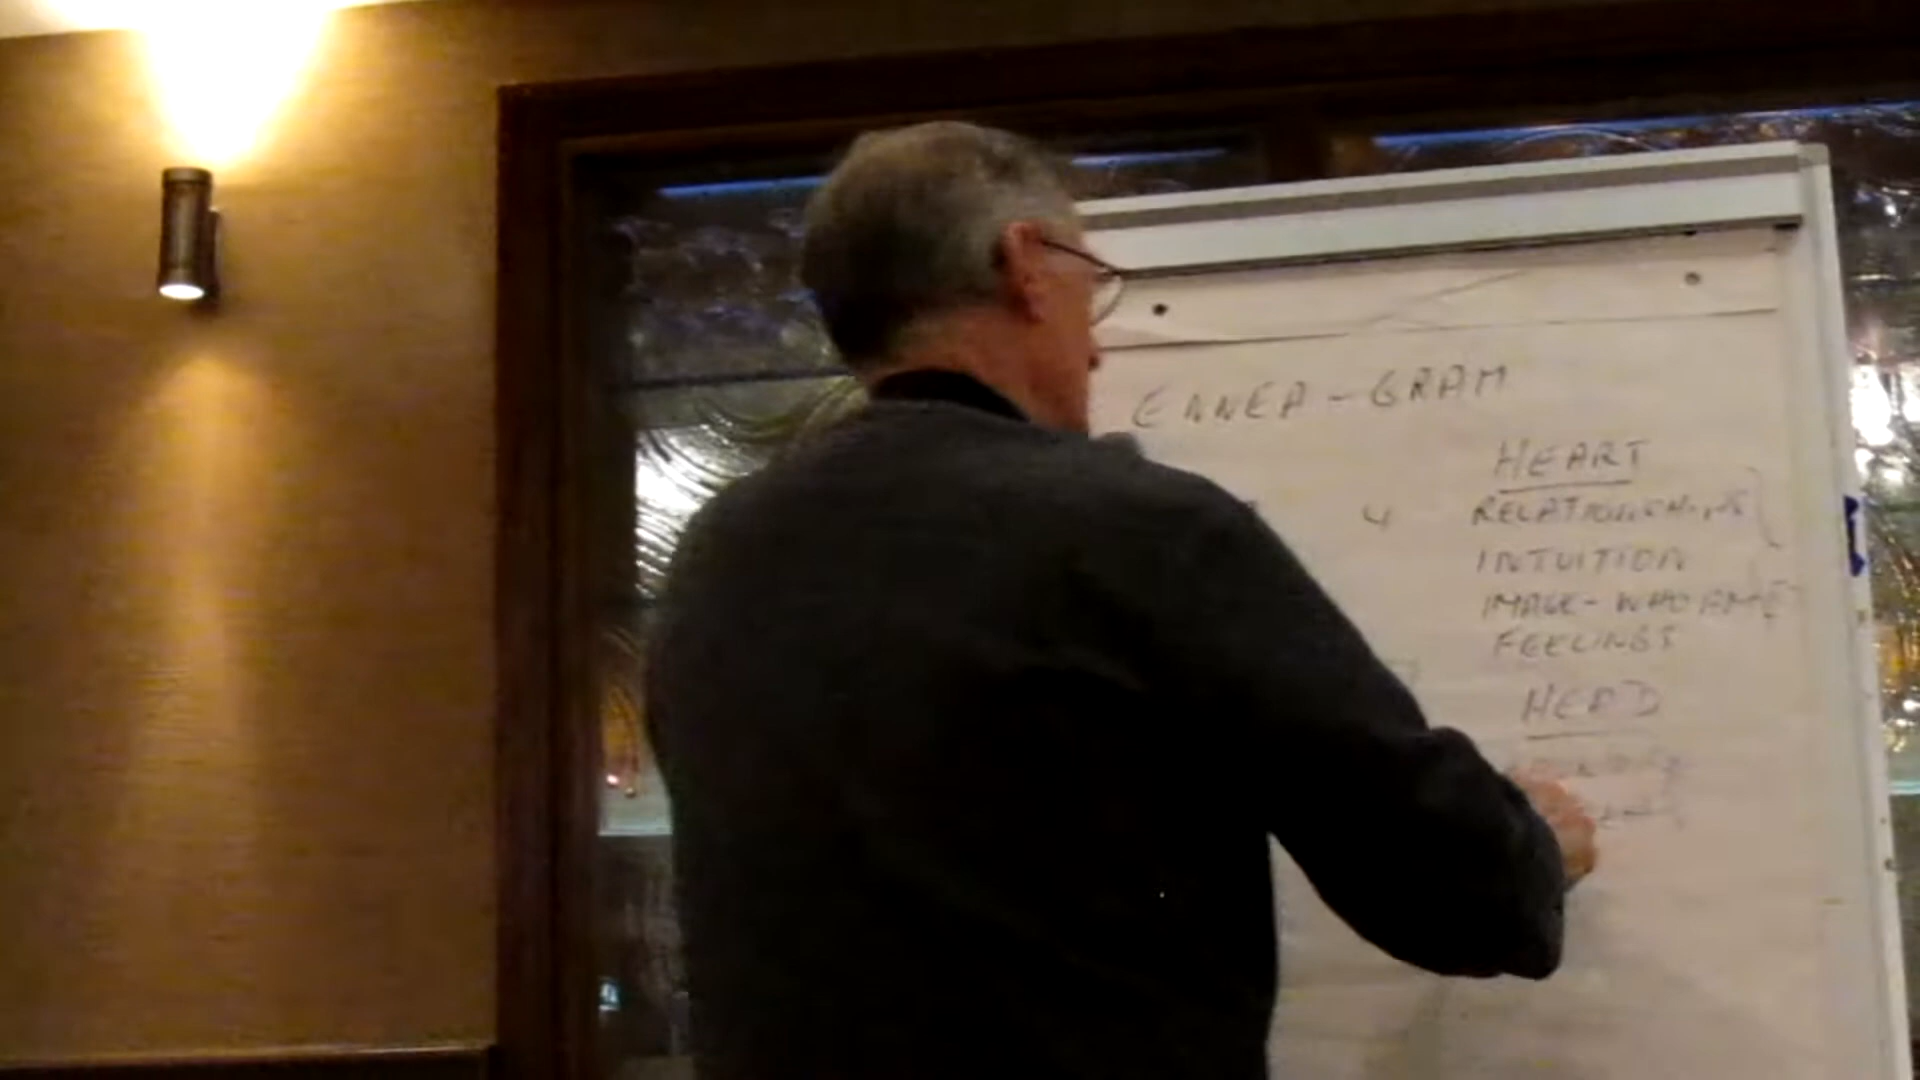 ENNEA-GRAM
HEART
4 RELATIONSHIPS
INTUITION
IMAGE-WHO AM I
FEELINGS
HEAD